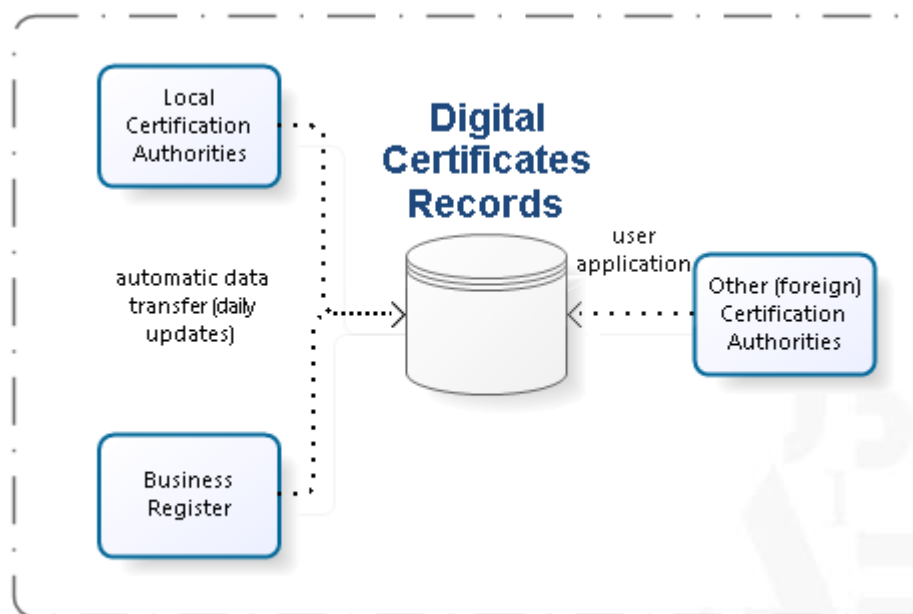 Local
Certification
Authorities
Digital
Certificates
Records
user
application
automatic data
transfer (daily
updates)
Other (foreign)
Certification
Authorities
Business
Register